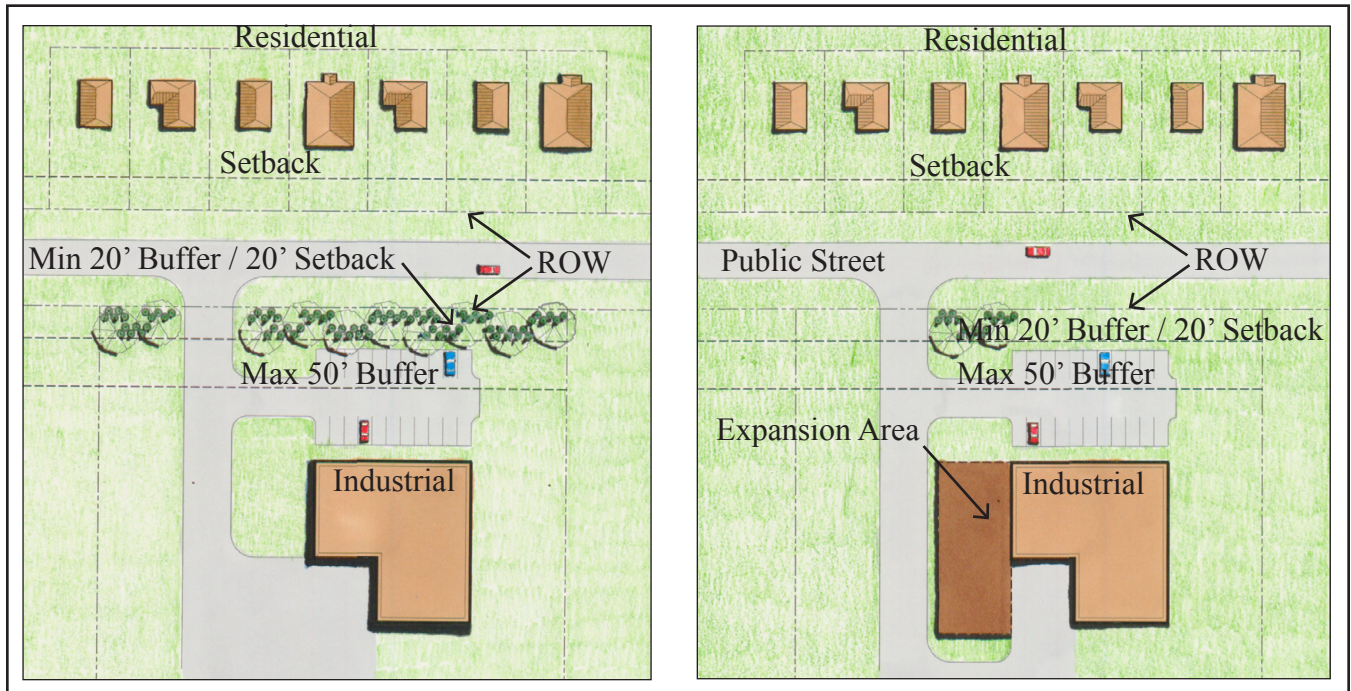 Residential
Setback
Min 20’ Buffer / 20’ Setback
ROW
Max 50’ Buffer
Industrial
Residential
Setback
Public Street
ROW
Min 20’ Buffer / 20’ Setback
Max 50’ Buffer
Expansion Area
Industrial